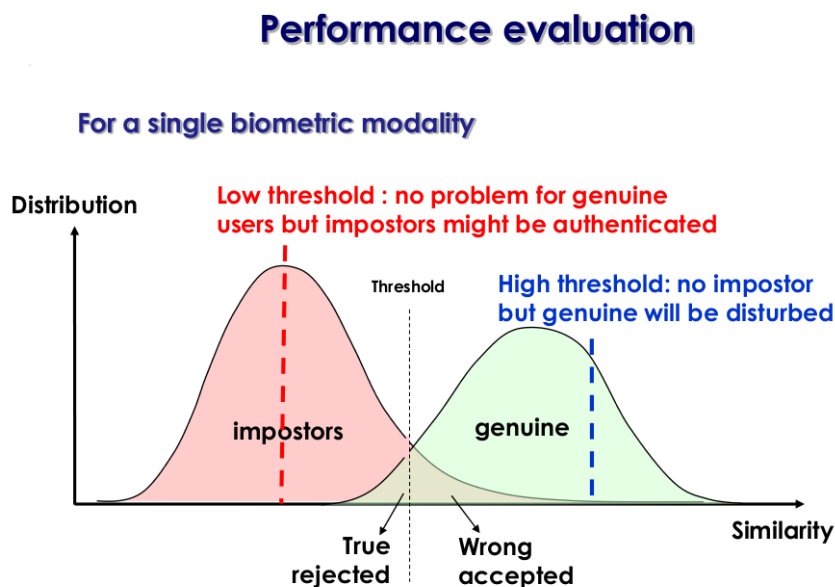 Performance evaluation
For a single biometric modality
Low threshold : no problem for genuine
users but impostors might be authenticated
Distribution
Threshold
High threshold: no impostor
but genuine will be disturbed
impostors
genuine
Similarity
True
rejected
Wrong
accepted